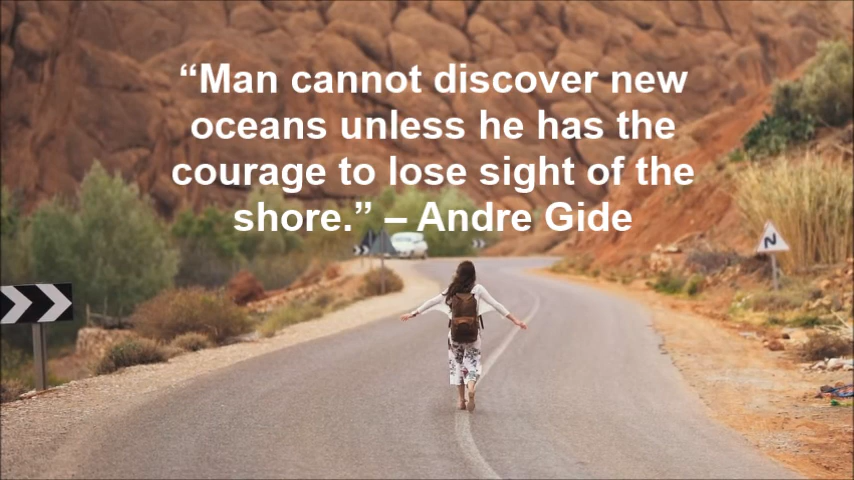 “Man cannot discover new
oceans unless he has the
courage to lose sight of the
shore.” – Andre Gide